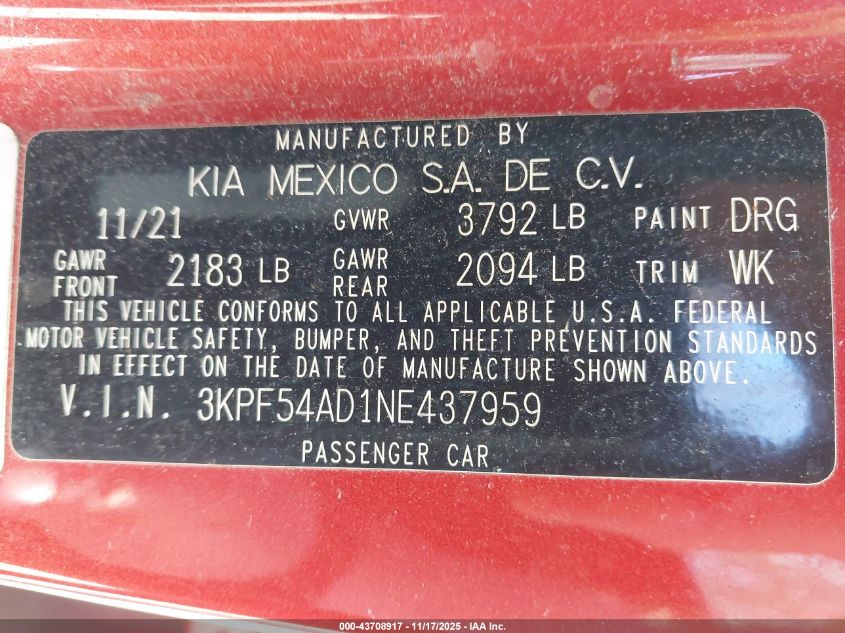 MANUFACTURED BY
KIA MEXICO S.A. DE C.V.
11/21 GVWR 3792 LB PAINT DRG
GAWR FRONT 2183 LB GAWR REAR 2094 LB TRIM WK
THIS VEHICLE CONFORMS TO ALL APPLICABLE U.S.A. FEDERAL
MOTOR VEHICLE SAFETY, BUMPER, AND THEFT PREVENTION STANDARDS
IN EFFECT ON THE DATE OF MANUFACTURE SHOWN ABOVE.
V.I.N. 3KPF54AD1NE437959
PASSENGER CAR
000-43708917 - 11/17/2025 - IAA Inc.